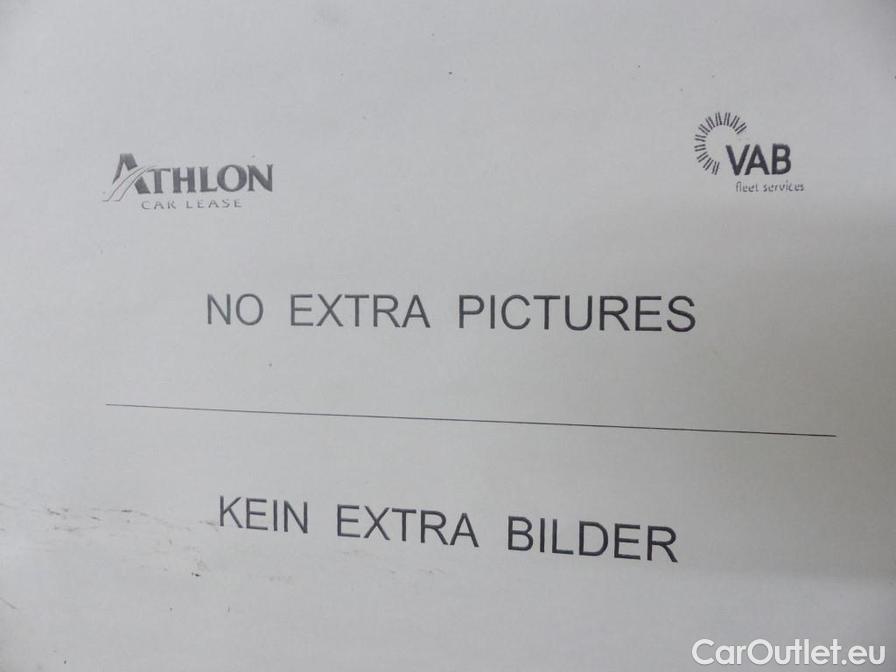 ATHLON
CAR LEASE
VAB
fleet services
NO EXTRA PICTURES
KEIN EXTRA BILDER
CarOutlet.eu